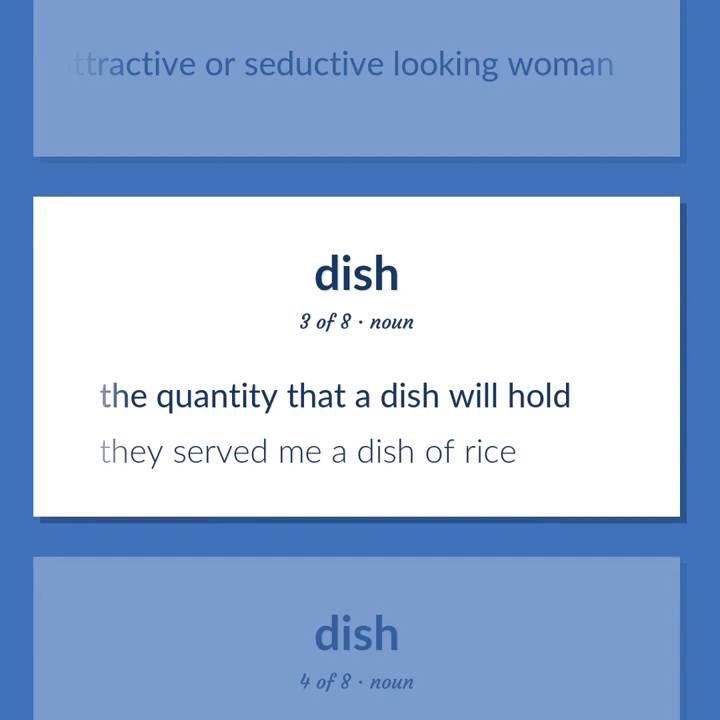 attractive or seductive looking woman
dish
3 of 8 · noun
the quantity that a dish will hold
they served me a dish of rice
dish
4 of 8 · noun